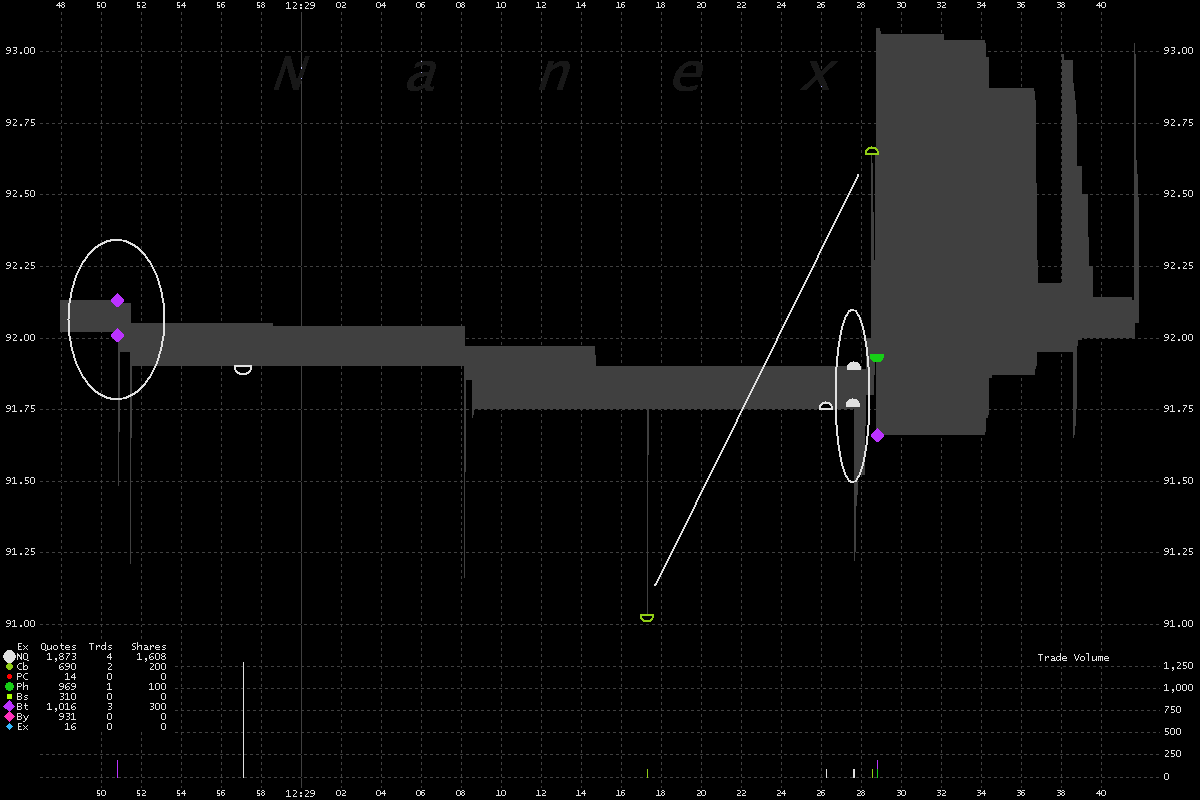 48 50 52 54 56 58 12:29 02 04 06 08 10 12 14 16 18 20 22 24 26 28 30 32 34 36 38 40
93.00 93.00
N a n e x
92.75 92.75
92.50 92.50
92.25 92.25
92.00 92.00
91.75 91.75
91.50 91.50
91.25 91.25
91.00 91.00
Ex Quotes Trds Shares
NQ 1,873 4 1,608
Cb 690 2 200
PC 14 0 0
Ph 969 1 100
Bs 310 0 0
Bt 1,016 3 300
By 931 0 0
Ex 16 0 0
Trade Volume
1,250
1,000
750
500
250
0
50 52 54 56 58 12:29 02 04 06 08 10 12 14 16 18 20 22 24 26 28 30 32 34 36 38 40